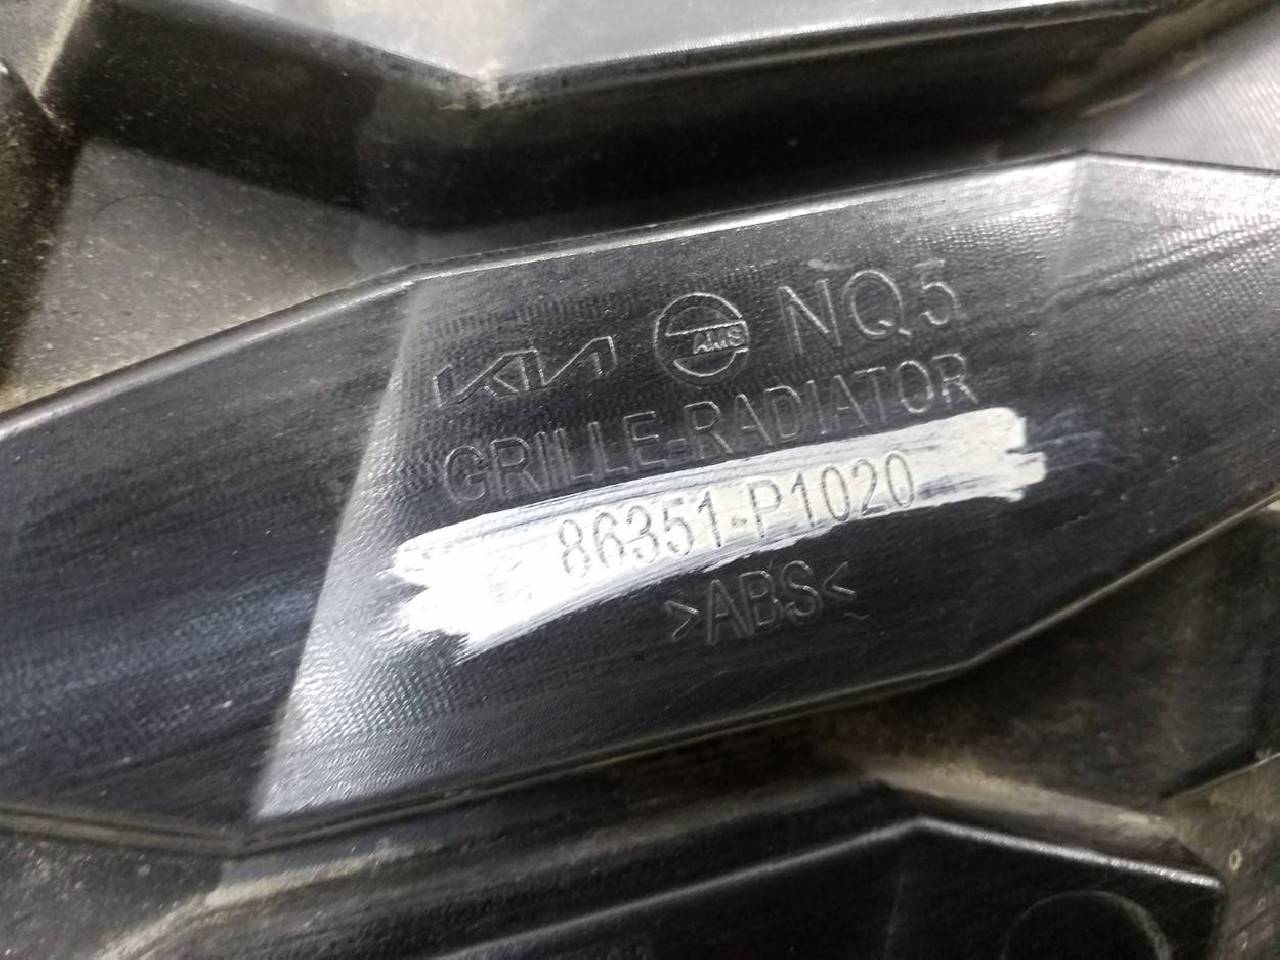 KIA AMS NQ5
GRILLE-RADIATOR
86351-P1020
>ABS<